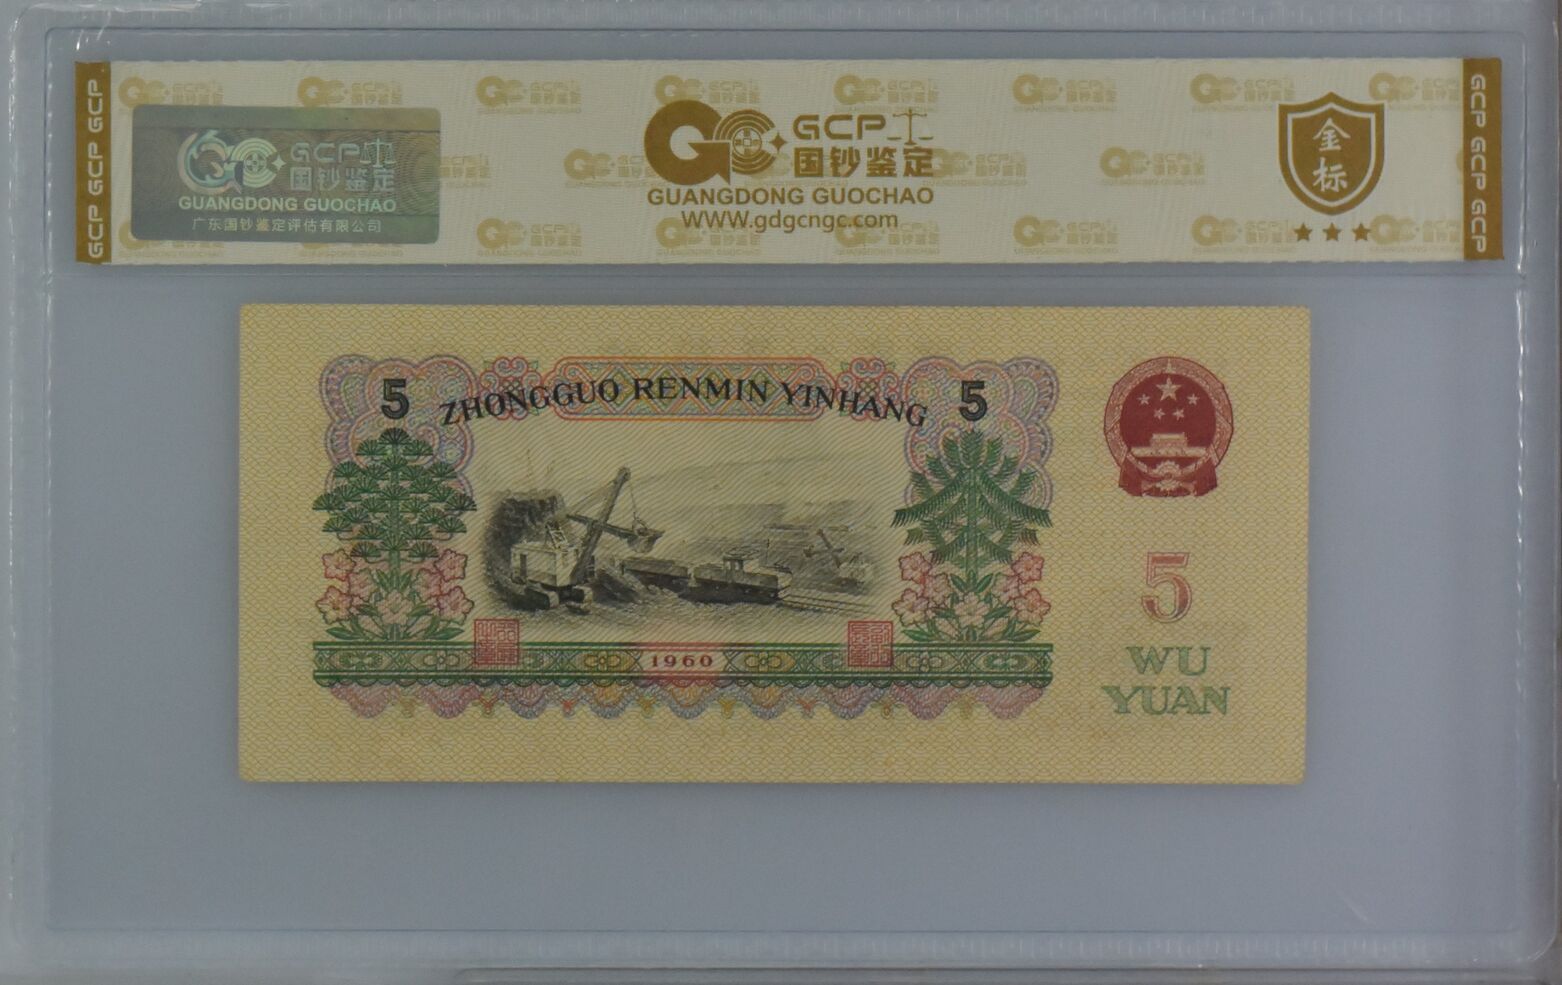 GCP GCP GCP
GCP
国钞鉴定
GUANGDONG GUOCHAO
广东国钞鉴定评估有限公司
GCP
国钞鉴定
GUANGDONG GUOCHAO
WWW.gdgcngc.com
金标
GCP GCP GCP
5
ZHONGGUO RENMIN YINHANG
5
1960
5
WU
YUAN